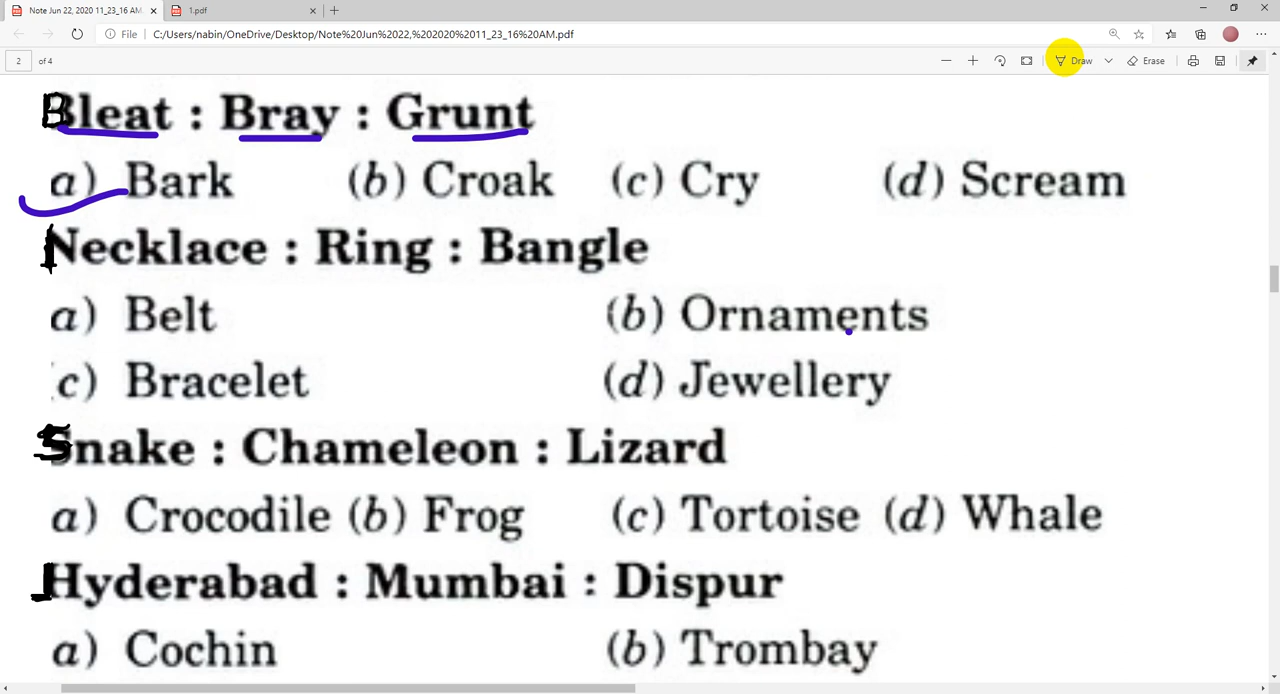 Note Jun 22, 2020 11_23_16 AM. 1.pdf
File C:/Users/nabin/OneDrive/Desktop/Note%20Jun%2022,%202020%2011_23_16%20AM.pdf
2 of 4 Draw Erase
Bleat : Bray : Grunt
a) Bark (b) Croak (c) Cry (d) Scream
Necklace : Ring : Bangle
a) Belt (b) Ornaments
c) Bracelet (d) Jewellery
Snake : Chameleon : Lizard
a) Crocodile (b) Frog (c) Tortoise (d) Whale
Hyderabad : Mumbai : Dispur
a) Cochin (b) Trombay